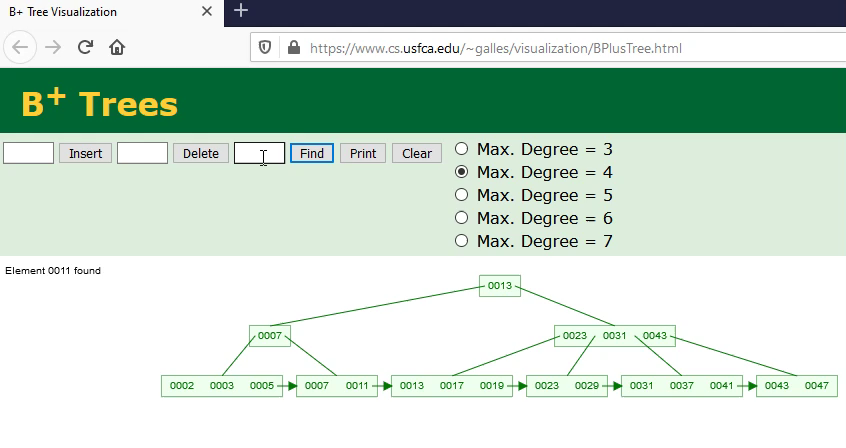 B+ Tree Visualization
https://www.cs.usfca.edu/~galles/visualization/BPlusTree.html
B+ Trees
Insert Delete Find Print Clear
Max. Degree = 3
Max. Degree = 4
Max. Degree = 5
Max. Degree = 6
Max. Degree = 7
Element 0011 found
0013
0007 0023 0031 0043
0002 0003 0005 0007 0011 0013 0017 0019 0023 0029 0031 0037 0041 0043 0047